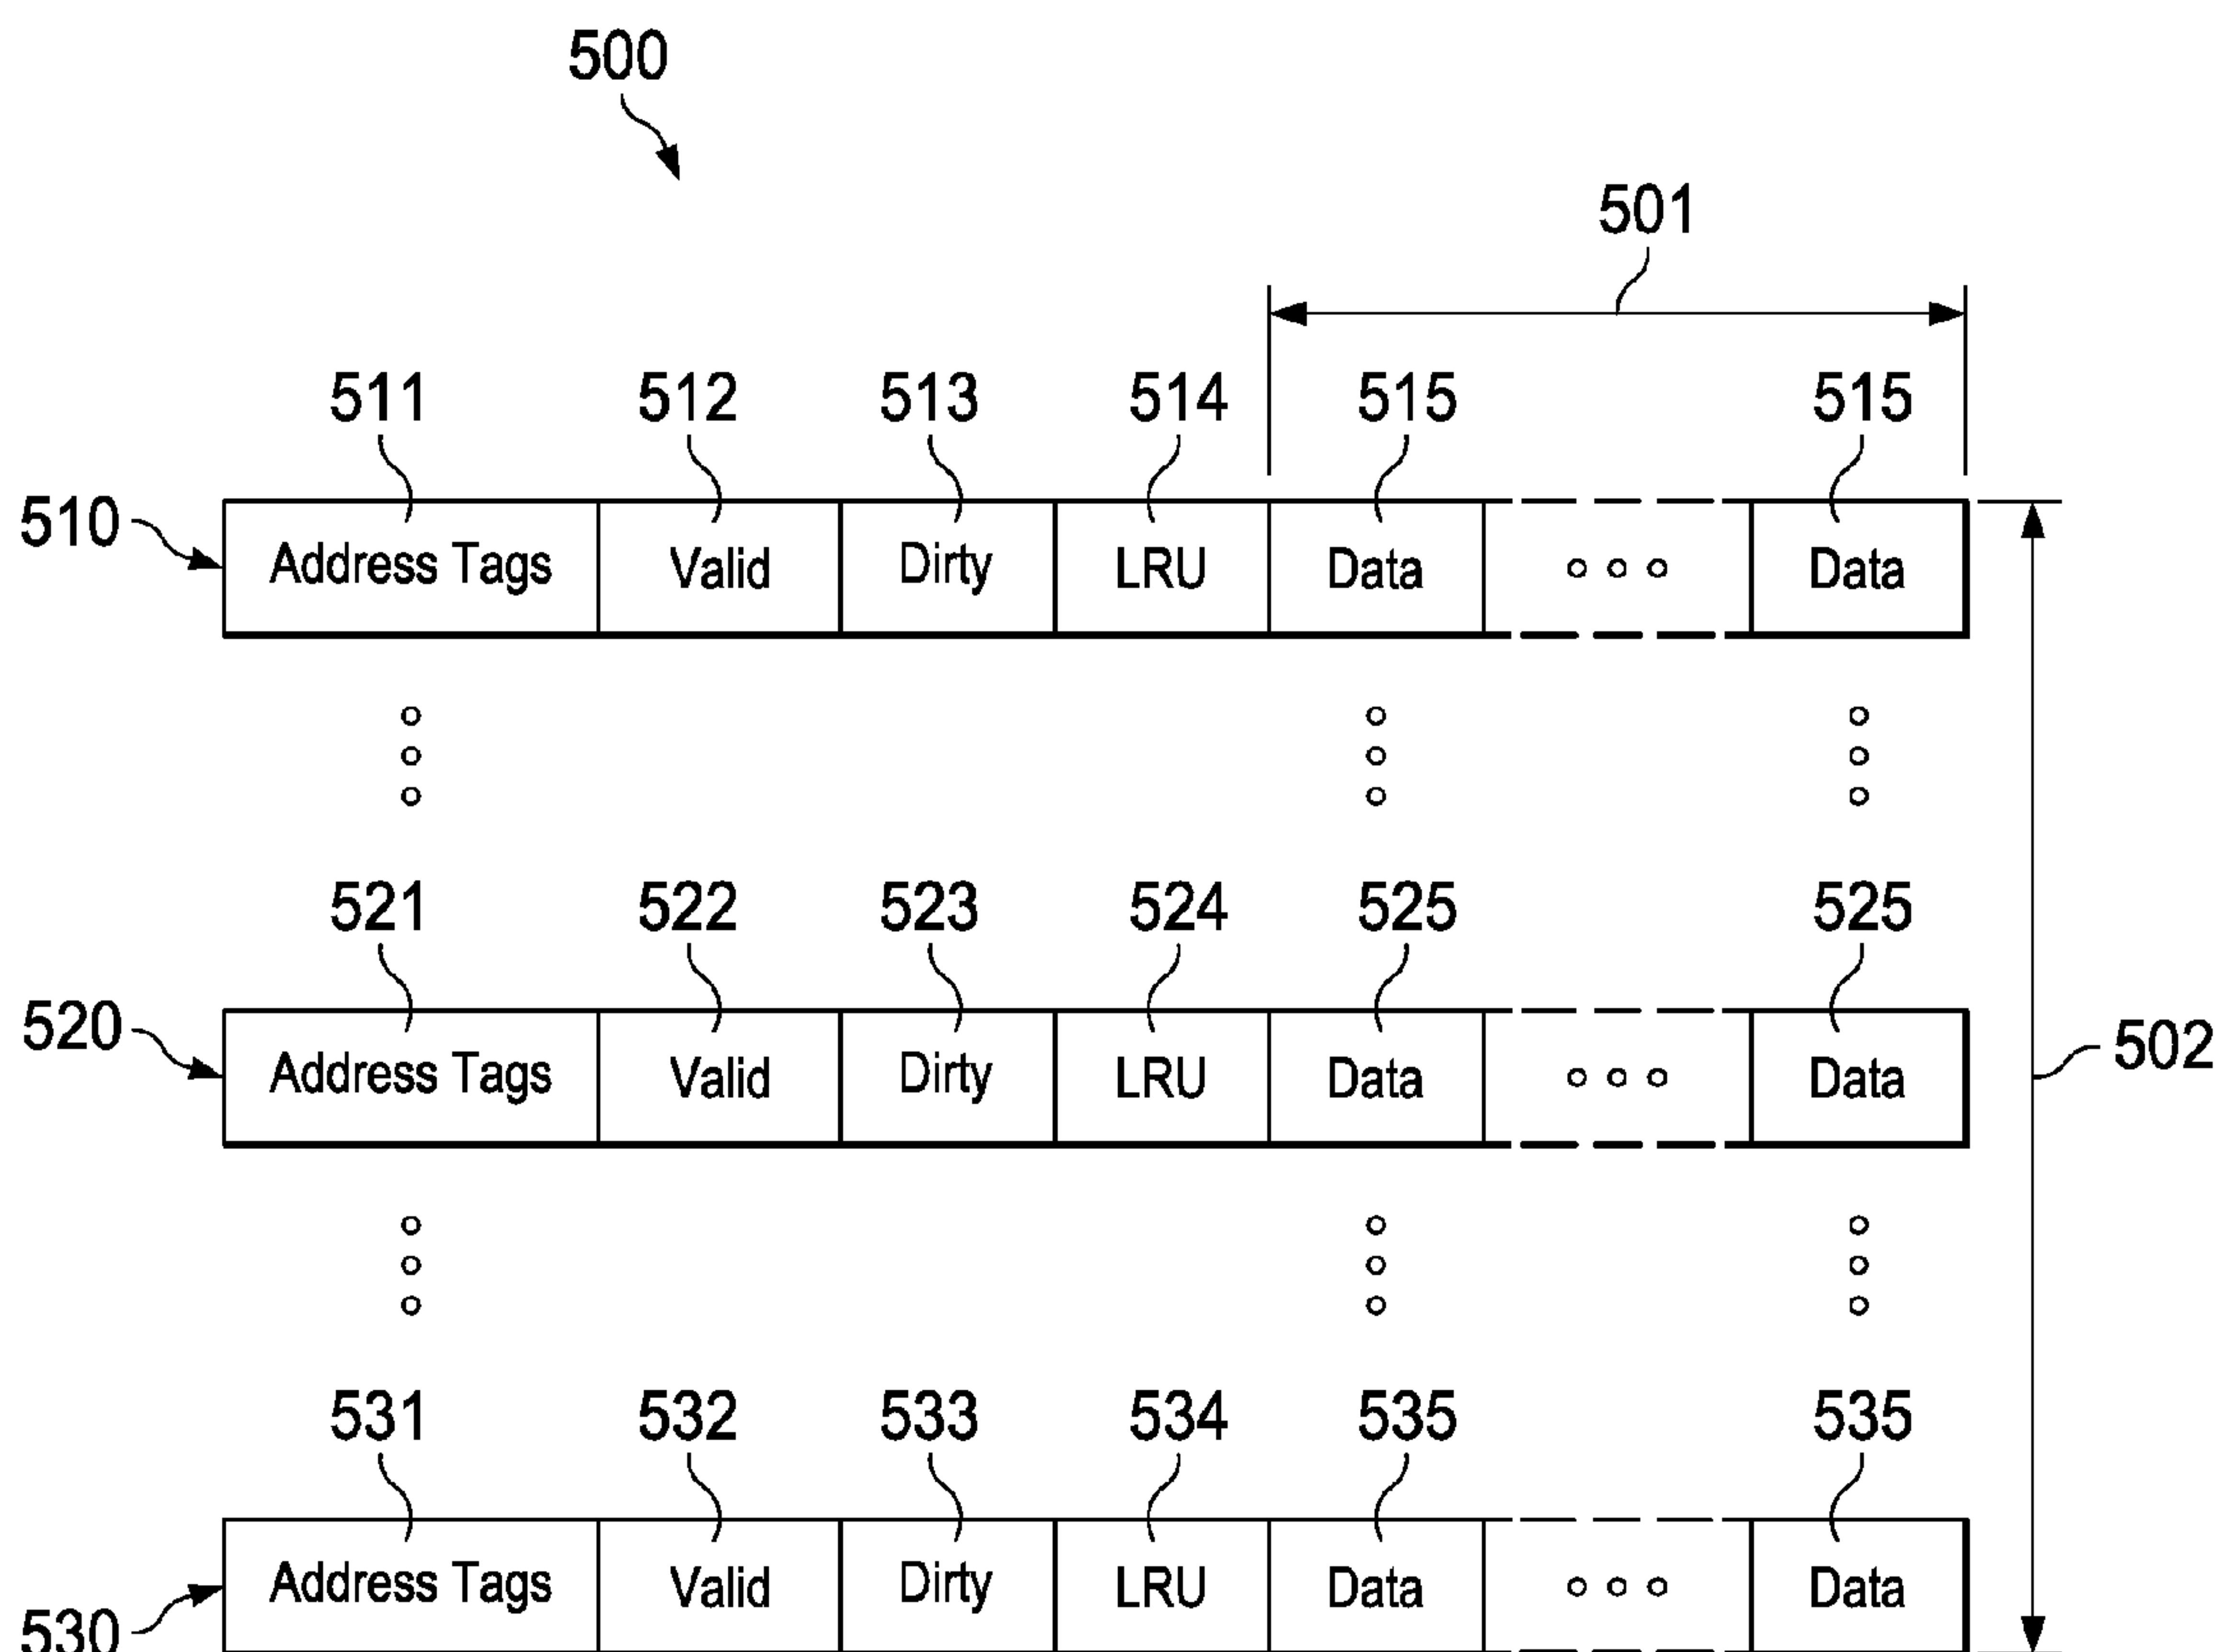 500
501
511 512 513 514 515 515
510 Address Tags Valid Dirty LRU Data Data
521 522 523 524 525 525
520 Address Tags Valid Dirty LRU Data Data 502
531 532 533 534 535 535
Address Tags Valid Dirty LRU Data Data
530